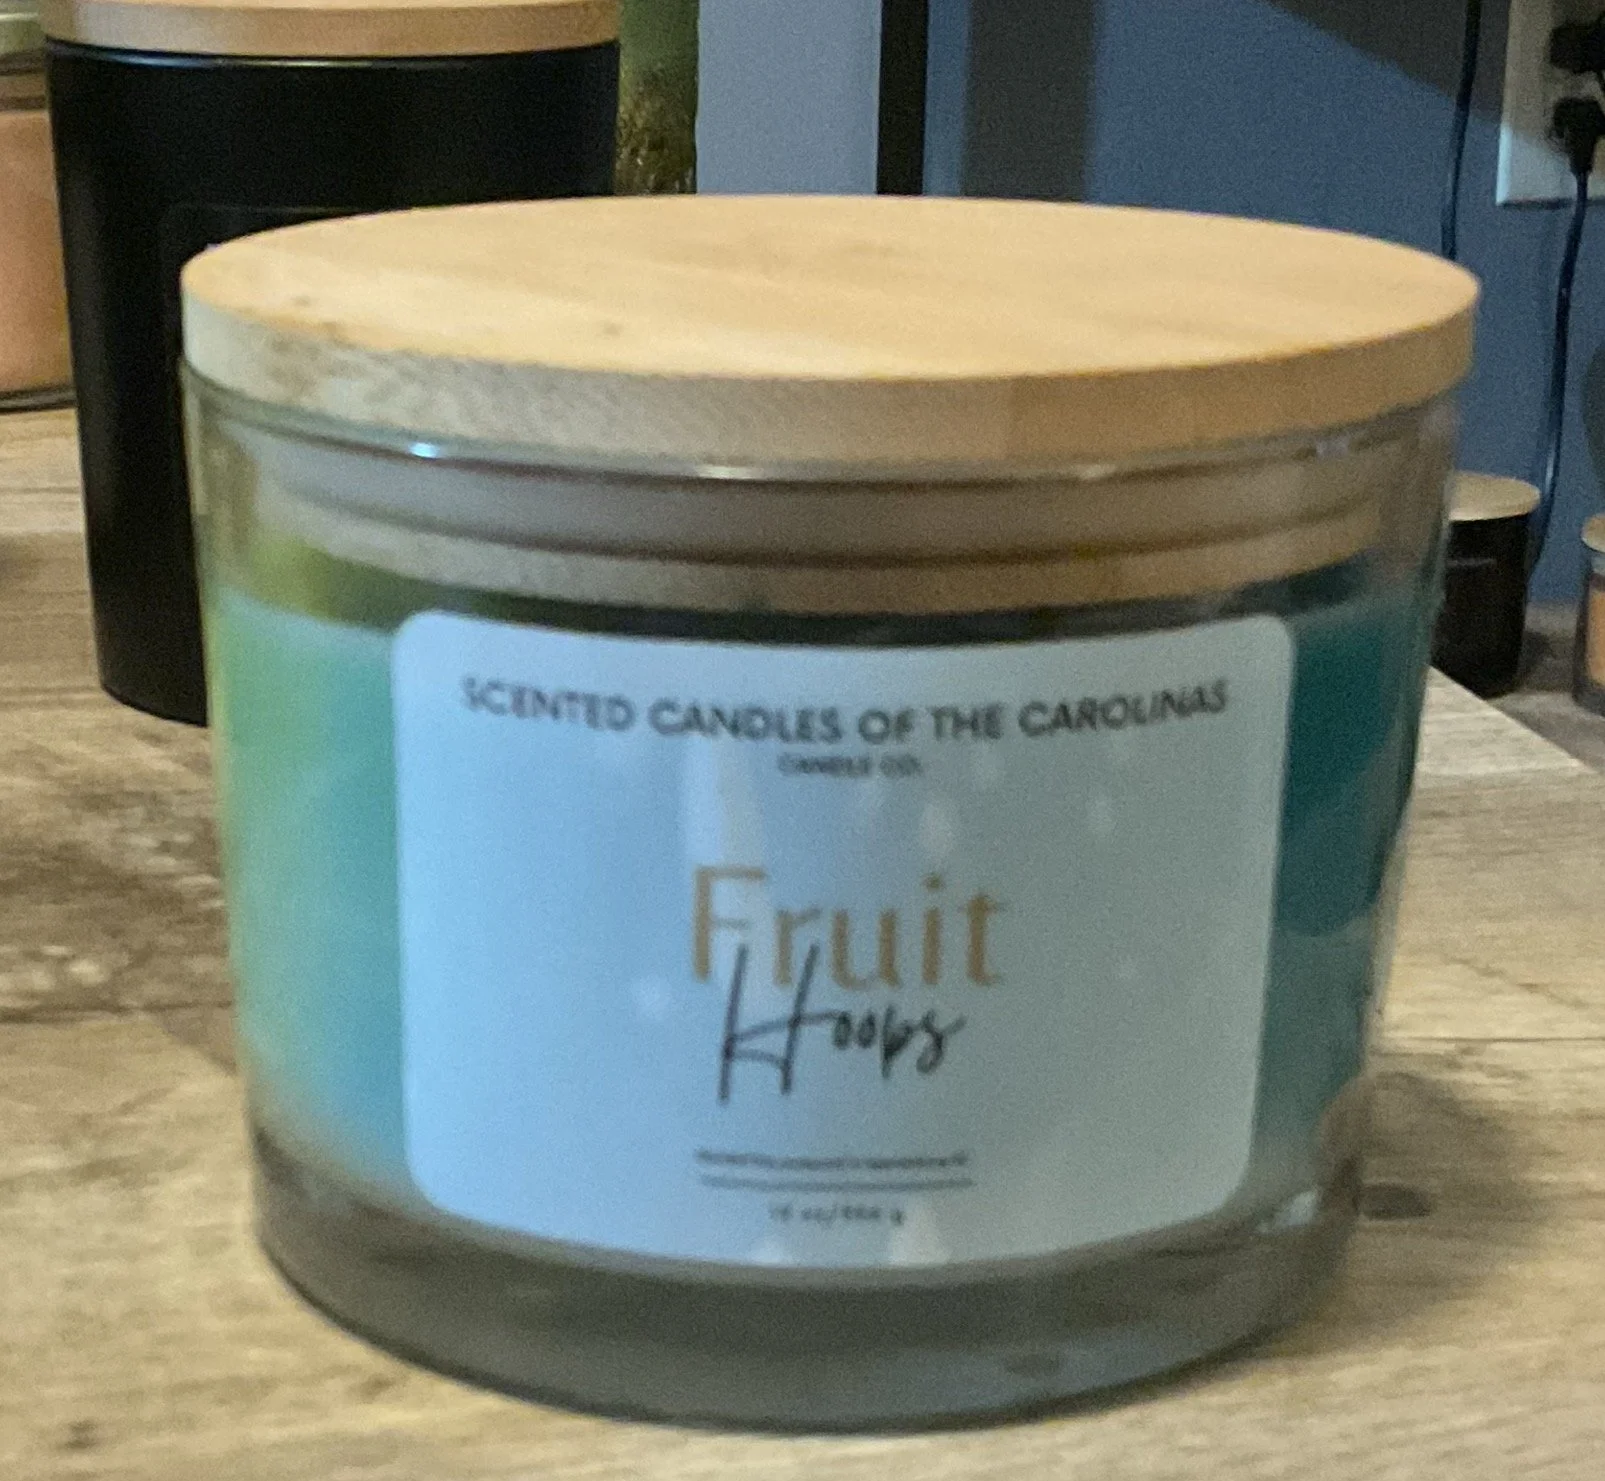 SCENTED CANDLES OF THE CAROLINAS
CANDLE CO.
Fruit
Hoops